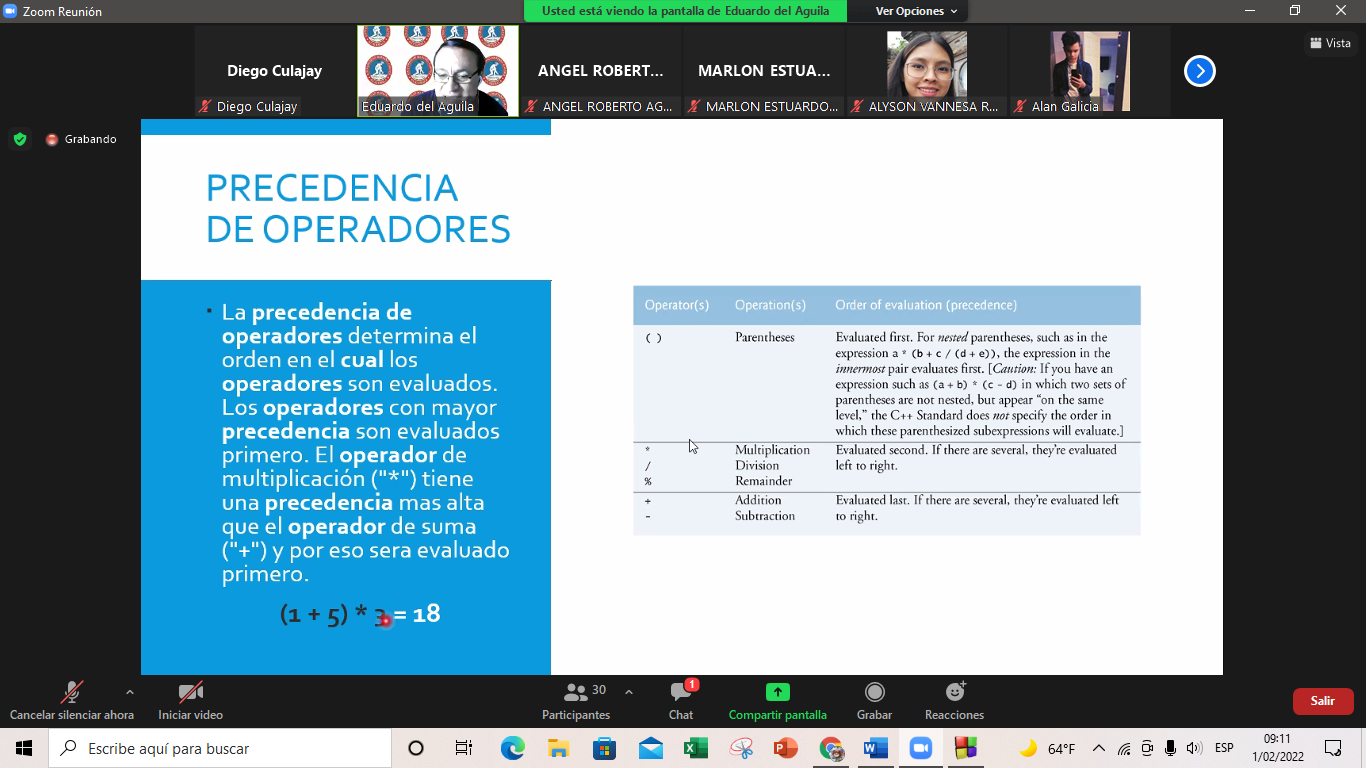 Zoom Reunión
Usted está viendo la pantalla de Eduardo del Aguila
Ver Opciones
Vista
Diego Culajay
ANGEL ROBERT...
MARLON ESTUA...
Diego Culajay
Eduardo del Aguila
ANGEL ROBERTO AG...
MARLON ESTUARDO...
ALYSON VANNESA R...
Alan Galicia
Grabando
PRECEDENCIA
DE OPERADORES
• La precedencia de
operadores determina el
orden en el cual los
operadores son evaluados.
Los operadores con mayor
precedencia son evaluados
primero. El operador de
multiplicación ("*") tiene
una precedencia mas alta
que el operador de suma
("+") y por eso sera evaluado
primero.
(1 + 5) * 3 = 18
Operator(s) Operation(s) Order of evaluation (precedence)
( ) Parentheses Evaluated first. For nested parentheses, such as in the
expression a * (b + c / (d + e)), the expression in the
innermost pair evaluates first. [Caution: If you have an
expression such as (a + b) * (c - d) in which two sets of
parentheses are not nested, but appear “on the same
level,” the C++ Standard does not specify the order in
which these parenthesized subexpressions will evaluate.]
* Multiplication Evaluated second. If there are several, they’re evaluated
/ Division left to right.
% Remainder
+ Addition Evaluated last. If there are several, they’re evaluated left
- Subtraction to right.
Cancelar silenciar ahora
Iniciar video
30
Participantes
1
Chat
Compartir pantalla
Grabar
Reacciones
Salir
Escribe aquí para buscar
64°F
ESP
09:11
1/02/2022